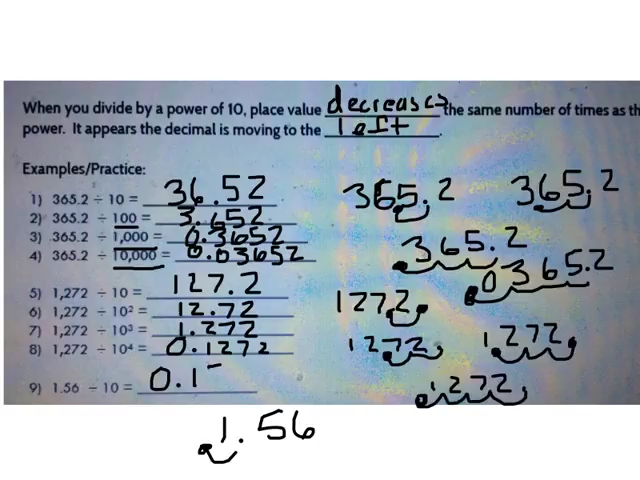 When you divide by a power of 10, place value decreases the same number of times as th
power. It appears the decimal is moving to the left.
Examples/Practice:
1) 365.2 ÷ 10 = 36.52
2) 365.2 ÷ 100 = 3.652
3) 365.2 ÷ 1,000 = 0.3652
4) 365.2 ÷ 10,000 = 0.03652
5) 1,272 ÷ 10 = 127.2
6) 1,272 ÷ 10² = 12.72
7) 1,272 ÷ 10³ = 1.272
8) 1,272 ÷ 10⁴ = 0.1272
9) 1.56 ÷ 10 = 0.1
365.2
365.2
365.2
0365.2
1272
1272
1272
1272
1.56